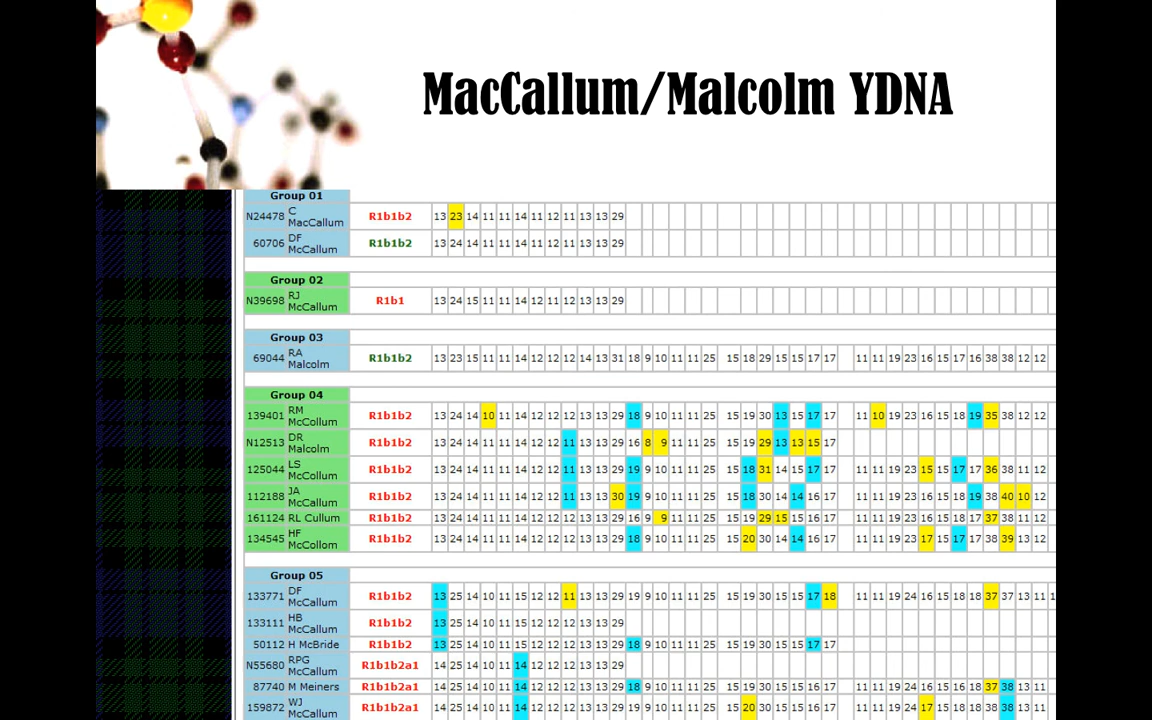 MacCallum/Malcolm YDNA
Group 01
N24478 C MacCallum R1b1b2 13 23 14 11 11 14 11 12 11 13 13 29
60706 DF McCallum R1b1b2 13 24 14 11 11 14 11 12 11 13 13 29
Group 02
N39698 RJ McCallum R1b1 13 24 15 11 11 14 12 11 12 13 13 29
Group 03
69044 RA Malcolm R1b1b2 13 23 15 11 11 14 12 12 12 14 13 31 18 9 10 11 11 25 15 18 29 15 15 17 17 11 11 19 23 16 15 17 16 38 38 12 12
Group 04
139401 RM McCallum R1b1b2 13 24 14 10 11 14 12 12 12 13 13 29 18 9 10 11 11 25 15 19 30 13 15 17 17 11 10 19 23 16 15 18 19 35 38 12 12
N12513 DR Malcolm R1b1b2 13 24 14 11 11 14 12 12 11 13 13 29 16 8 9 11 11 25 15 19 29 13 13 15 17
125044 LS McCollum R1b1b2 13 24 14 11 11 14 12 12 11 13 13 29 19 9 10 11 11 25 15 18 31 14 15 17 17 11 11 19 23 15 15 17 17 36 38 11 12
112188 JA McCallum R1b1b2 13 24 14 11 11 14 12 12 11 13 13 30 19 9 10 11 11 25 15 18 30 14 14 16 17 11 11 19 23 16 15 18 19 38 40 10 12
161124 RL Cullum R1b1b2 13 24 14 11 11 14 12 12 12 13 13 29 16 9 9 11 11 25 15 19 29 15 15 16 17 11 11 19 23 16 15 18 17 37 38 11 12
134545 HF McCollom R1b1b2 13 24 14 11 11 14 12 12 12 13 13 29 18 9 10 11 11 25 15 20 30 14 14 16 17 11 11 19 23 17 15 17 18 38 39 13 12
Group 05
133771 DF McCallum R1b1b2 13 25 14 10 11 15 12 12 11 13 13 29 19 9 10 11 11 25 15 19 30 15 15 17 18 11 11 19 24 16 15 18 18 37 37 13 11 1
133111 HB McCallum R1b1b2 13 25 14 10 11 15 12 12 12 13 13 29
50112 H McBride R1b1b2 13 25 14 10 11 15 12 12 12 13 13 29 18 9 10 11 11 25 15 19 30 15 15 17 17
N55680 RPG McCallum R1b1b2a1 14 25 14 10 11 14 12 12 12 13 13 29
87740 M Meiners R1b1b2a1 14 25 14 10 11 14 12 12 12 13 13 29 18 9 10 11 11 25 15 19 30 15 15 16 17 11 11 19 24 16 15 16 18 37 38 13 11
159872 WJ McCallum R1b1b2a1 14 25 14 10 11 14 12 12 12 13 13 29 19 9 10 11 11 25 15 20 30 15 15 16 17 11 11 19 24 17 15 18 18 38 38 13 11